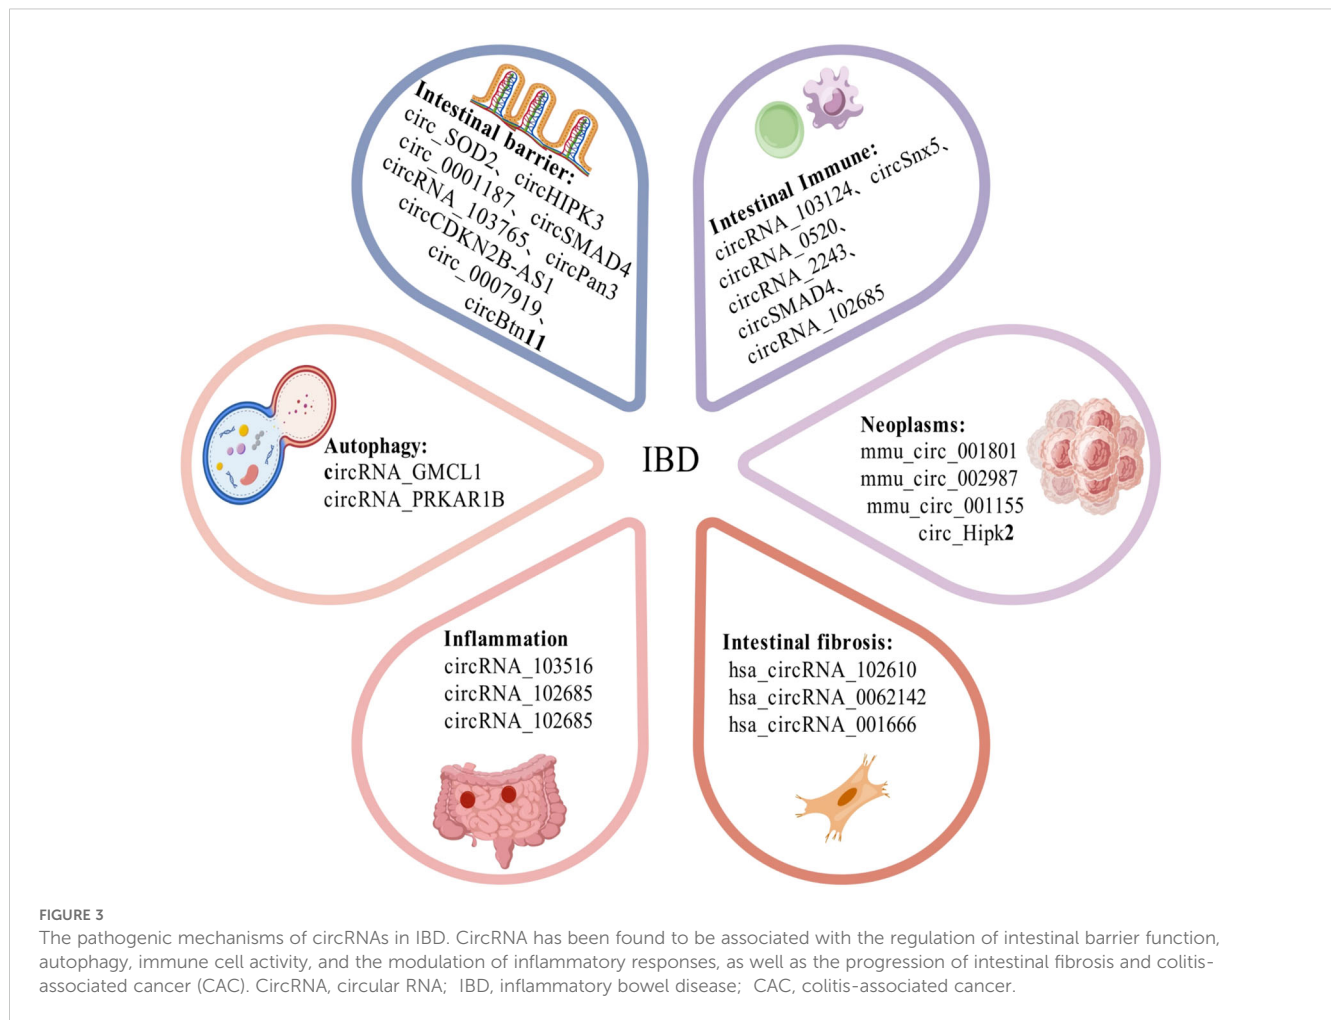 Intestinal barrier:
circ_SOD2、circHIPK3
circ_0001187、circSMAD4
circRNA_103765、circPan3
circCDKN2B-AS1
circ_0007919、
circBtn11
Intestinal Immune:
circRNA_103124、circSnx5、
circRNA_0520、
circRNA_2243、
circSMAD4、
circRNA_102685
Autophagy:
circRNA_GMCL1
circRNA_PRKAR1B
IBD
Neoplasms:
mmu_circ_001801
mmu_circ_002987
mmu_circ_001155
circ_Hipk2
Inflammation
circRNA_103516
circRNA_102685
circRNA_102685
Intestinal fibrosis:
hsa_circRNA_102610
hsa_circRNA_0062142
hsa_circRNA_001666
FIGURE 3
The pathogenic mechanisms of circRNAs in IBD. CircRNA has been found to be associated with the regulation of intestinal barrier function,
autophagy, immune cell activity, and the modulation of inflammatory responses, as well as the progression of intestinal fibrosis and colitis-
associated cancer (CAC). CircRNA, circular RNA; IBD, inflammatory bowel disease; CAC, colitis-associated cancer.